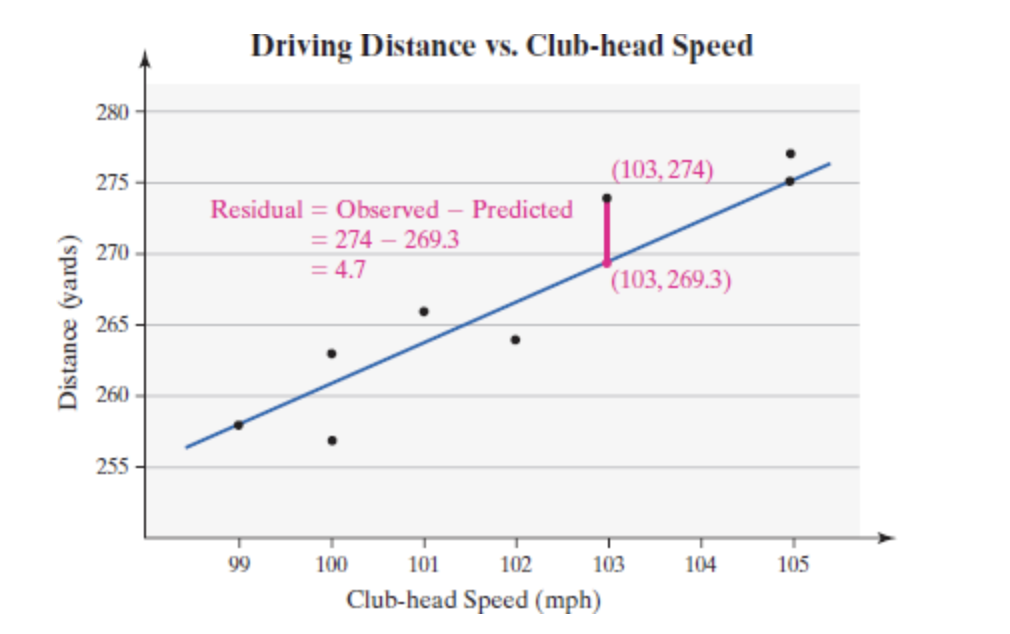 Driving Distance vs. Club-head Speed
280
(103, 274)
275
Residual = Observed − Predicted
= 274 − 269.3
270
= 4.7
(103, 269.3)
265
260
255
Distance (yards)
99 100 101 102 103 104 105
Club-head Speed (mph)